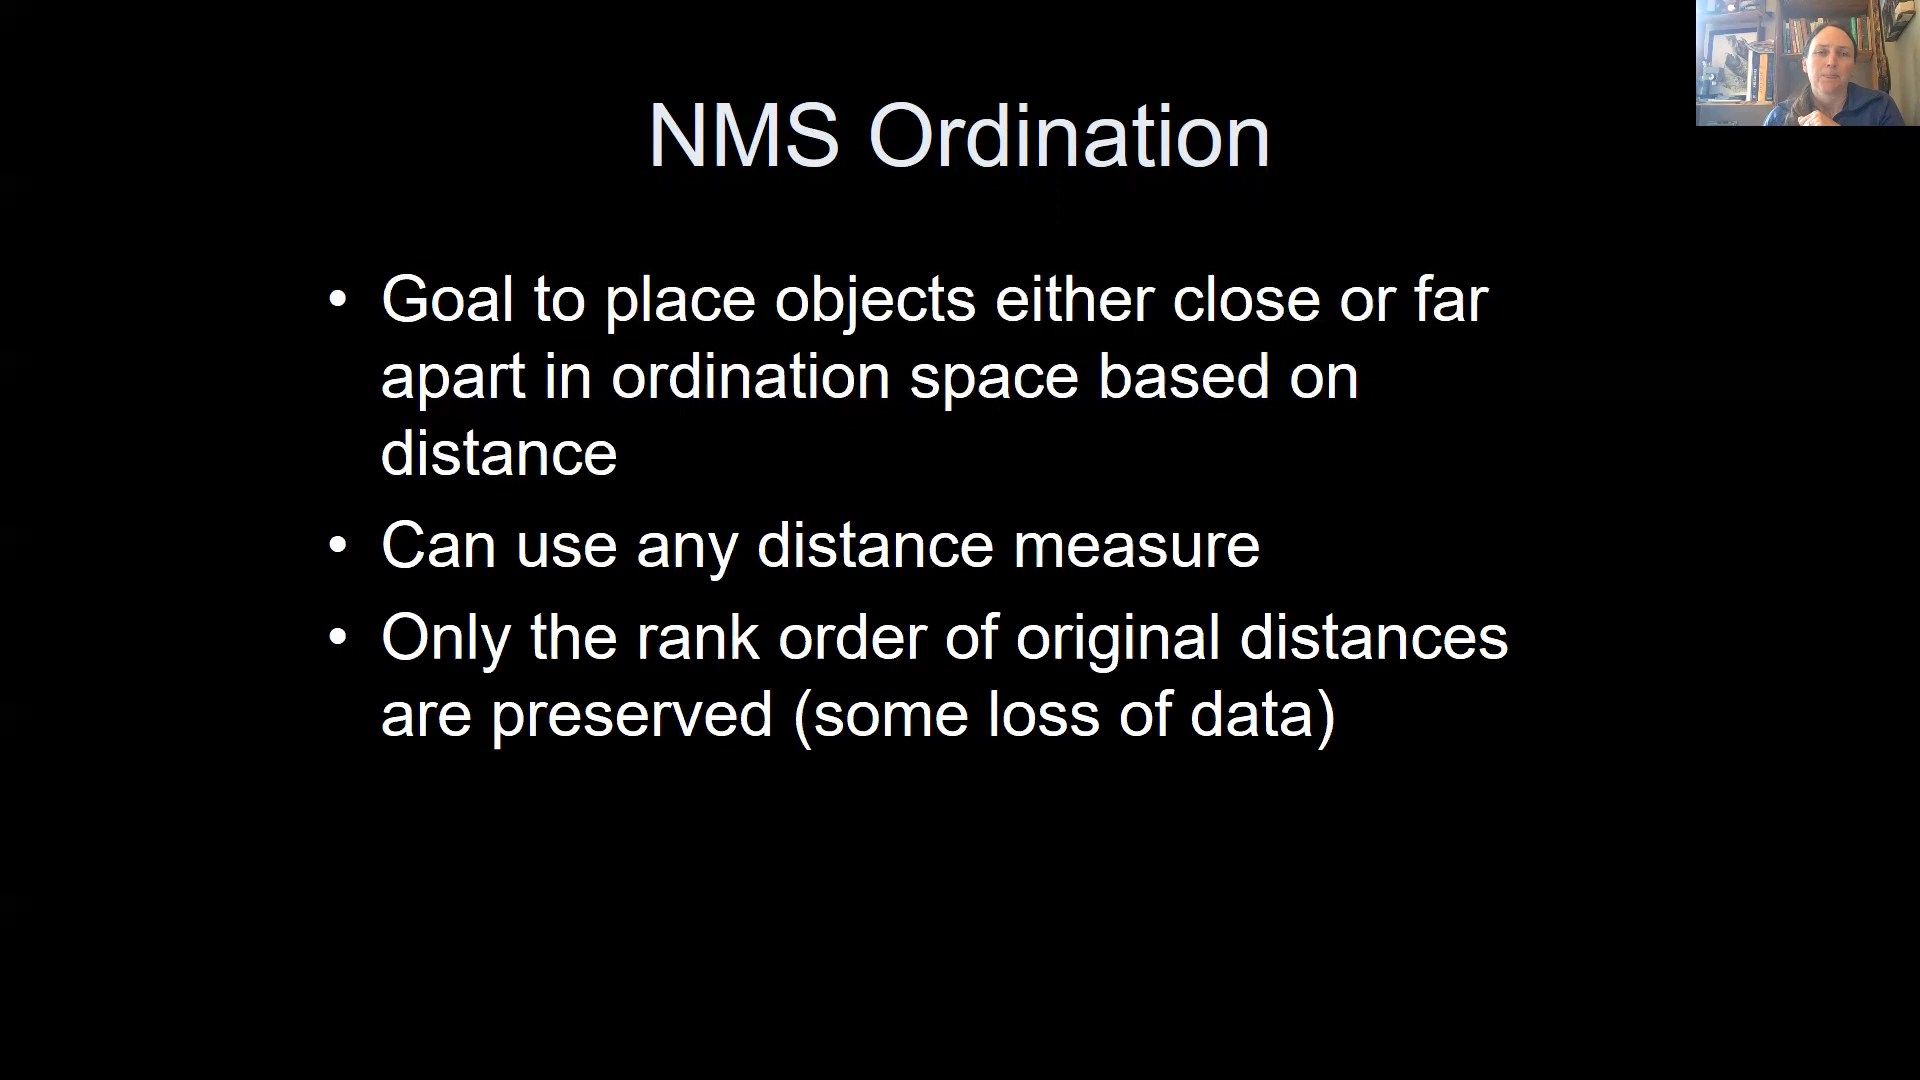 NMS Ordination
• Goal to place objects either close or far
apart in ordination space based on
distance
• Can use any distance measure
• Only the rank order of original distances
are preserved (some loss of data)